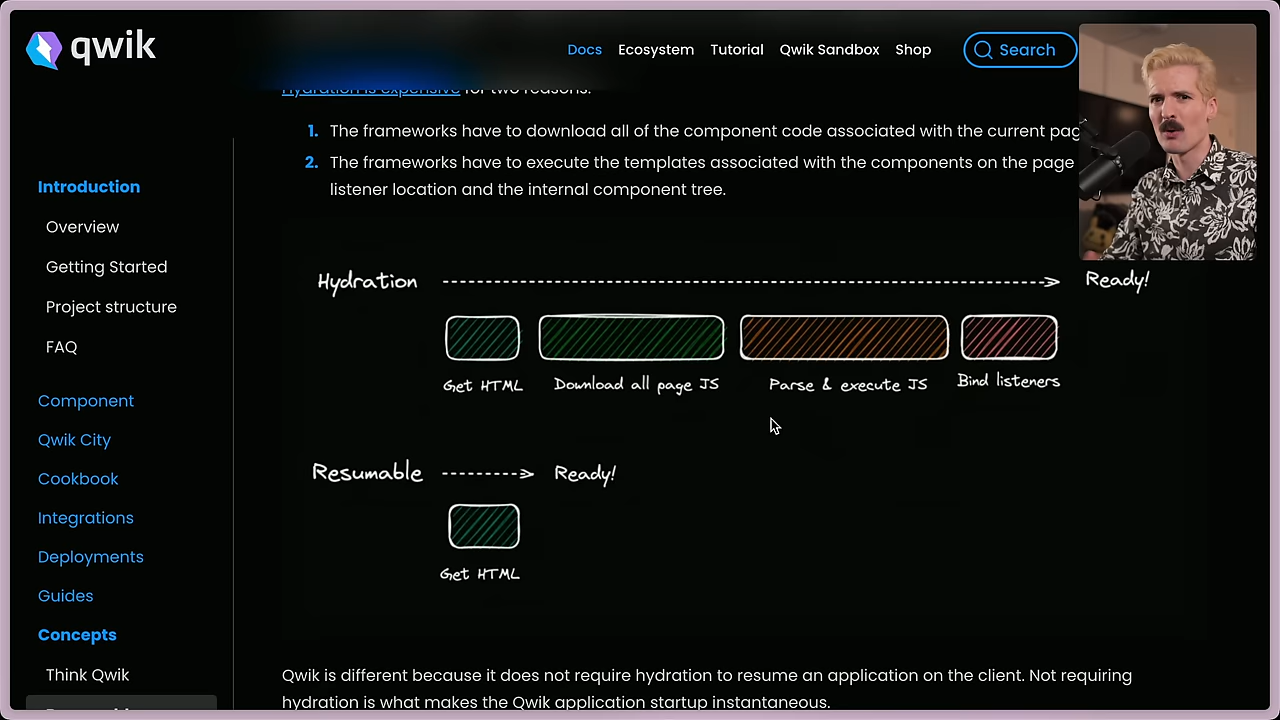 qwik
Docs
Ecosystem
Tutorial
Qwik Sandbox
Shop
Search
Introduction
Overview
Getting Started
Project structure
FAQ
Component
Qwik City
Cookbook
Integrations
Deployments
Guides
Concepts
Think Qwik
Hydration is expensive for two reasons:
1. The frameworks have to download all of the component code associated with the current pag
2. The frameworks have to execute the templates associated with the components on the page
listener location and the internal component tree.
Hydration
Ready!
Get HTML
Download all page JS
Parse & execute JS
Bind listeners
Resumable
Ready!
Get HTML
Qwik is different because it does not require hydration to resume an application on the client. Not requiring
hydration is what makes the Qwik application startup instantaneous.